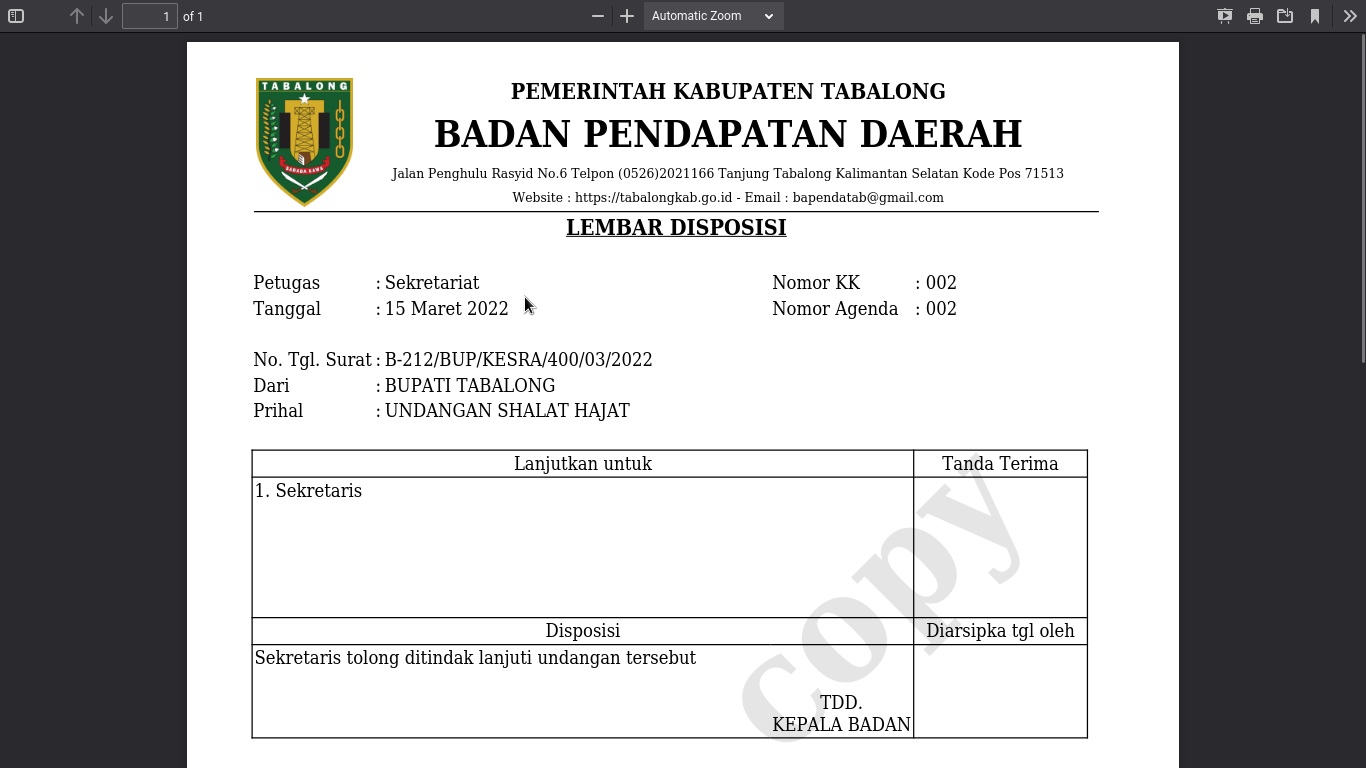 1 of 1
Automatic Zoom
TABALONG
PEMERINTAH KABUPATEN TABALONG
BADAN PENDAPATAN DAERAH
Jalan Penghulu Rasyid No.6 Telpon (0526)2021166 Tanjung Tabalong Kalimantan Selatan Kode Pos 71513
Website : https://tabalongkab.go.id - Email : bapendatab@gmail.com
LEMBAR DISPOSISI
Petugas : Sekretariat Nomor KK : 002
Tanggal : 15 Maret 2022 Nomor Agenda : 002
No. Tgl. Surat : B-212/BUP/KESRA/400/03/2022
Dari : BUPATI TABALONG
Prihal : UNDANGAN SHALAT HAJAT
Lanjutkan untuk Tanda Terima
1. Sekretaris
copy
Disposisi Diarsipka tgl oleh
Sekretaris tolong ditindak lanjuti undangan tersebut
TDD.
KEPALA BADAN